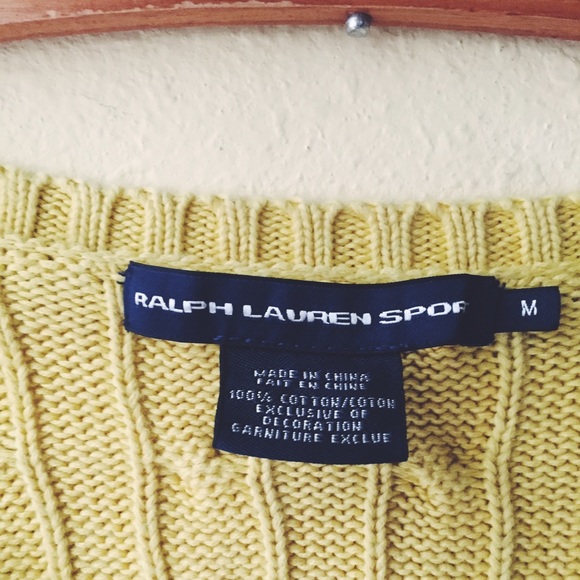 RALPH LAUREN SPOR
M
MADE IN CHINA
FAIT EN CHINE
100% COTTON/COTON
EXCLUSIVE OF
DECORATION
GARNITURE EXCLUE